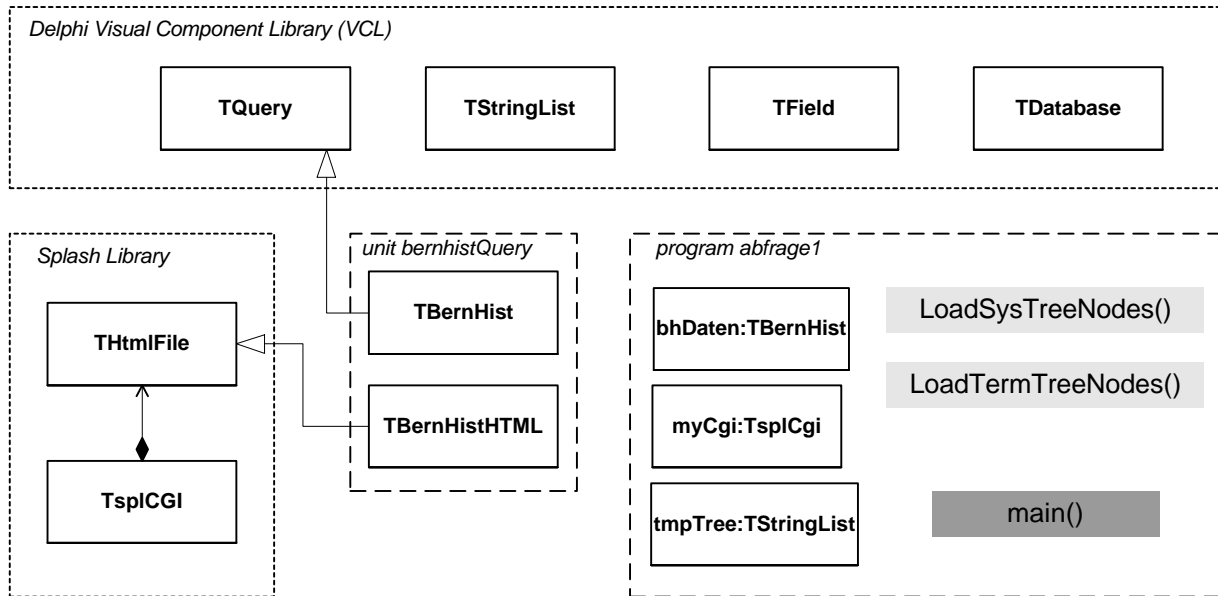 Delphi Visual Component Library (VCL)
TQuery
TStringList
TField
TDatabase
Splash Library
THtmlFile
TsplCGI
unit bernhistQuery
TBernHist
TBernHistHTML
program abfrage1
bhDaten:TBernHist
myCgi:TsplCgi
tmpTree:TStringList
LoadSysTreeNodes()
LoadTermTreeNodes()
main()